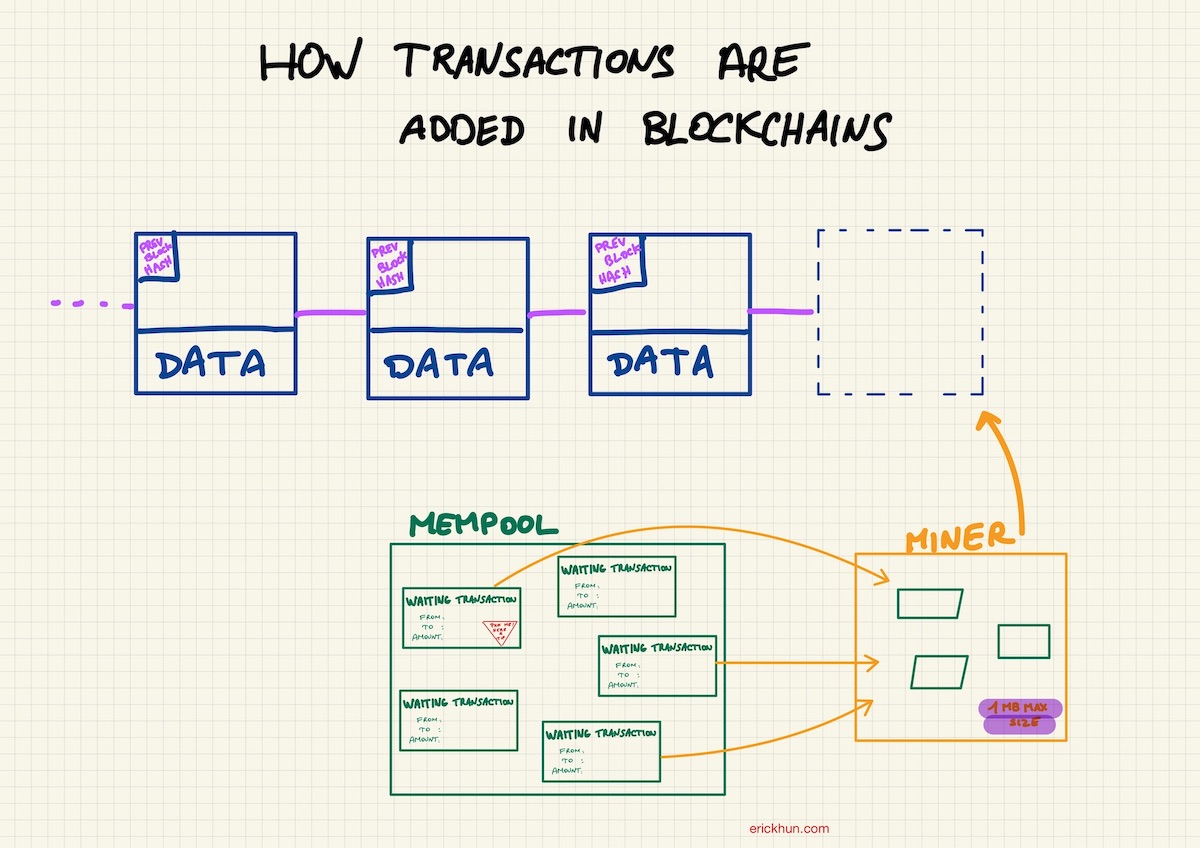 HOW TRANSACTIONS ARE
ADDED IN BLOCKCHAINS
PREV
BLOCK
HASH
DATA
PREV
BLOCK
HASH
DATA
PREV
BLOCK
HASH
DATA
MEMPOOL
WAITING TRANSACTION
FROM:
TO :
AMOUNT.
WAITING TRANSACTION
FROM:
TO :
AMOUNT.
WAITING TRANSACTION
FROM:
TO :
AMOUNT.
WAITING TRANSACTION
FROM:
TO :
AMOUNT.
WAITING TRANSACTION
FROM:
TO :
AMOUNT.
MINER
1 MB MAX
SIZE
erickhun.com